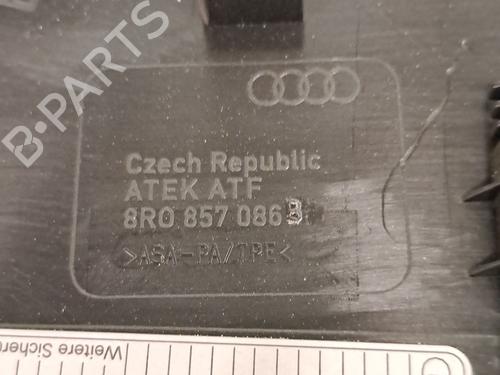 B-PARTS
Czech Republic
ATEK ATF
8R0 857 086 B
>ASA-PA/TPE<
Weitere Sicher